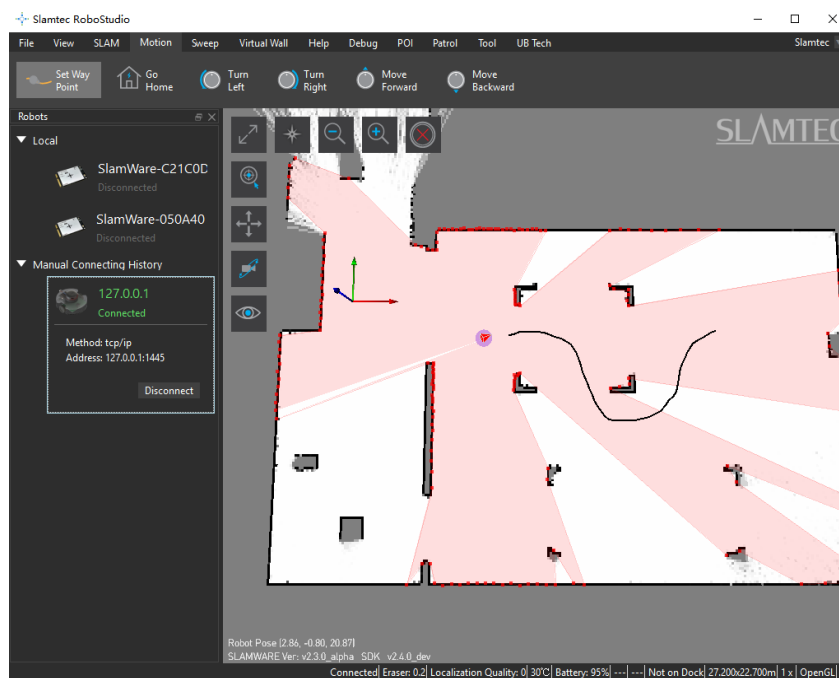 Slamtec RoboStudio
File View SLAM Motion Sweep Virtual Wall Help Debug POI Patrol Tool UB Tech Slamtec
Set Way Point
Go Home
Turn Left
Turn Right
Move Forward
Move Backward
Robots
Local
SlamWare-C21C0D
Disconnected
SlamWare-050A40
Disconnected
Manual Connecting History
127.0.0.1
Connected
Method: tcp/ip
Address: 127.0.0.1:1445
Disconnect
SLAMTEC
Robot Pose [2.86, -0.80, 20.87]
SLAMWARE Ver: v2.3.0_alpha SDK v2.4.0_dev
Connected| Eraser: 0.2| Localization Quality: 0| 30℃| Battery: 95%| ---| ---| Not on Dock| 27.200x22.700m| 1 x| OpenGL|